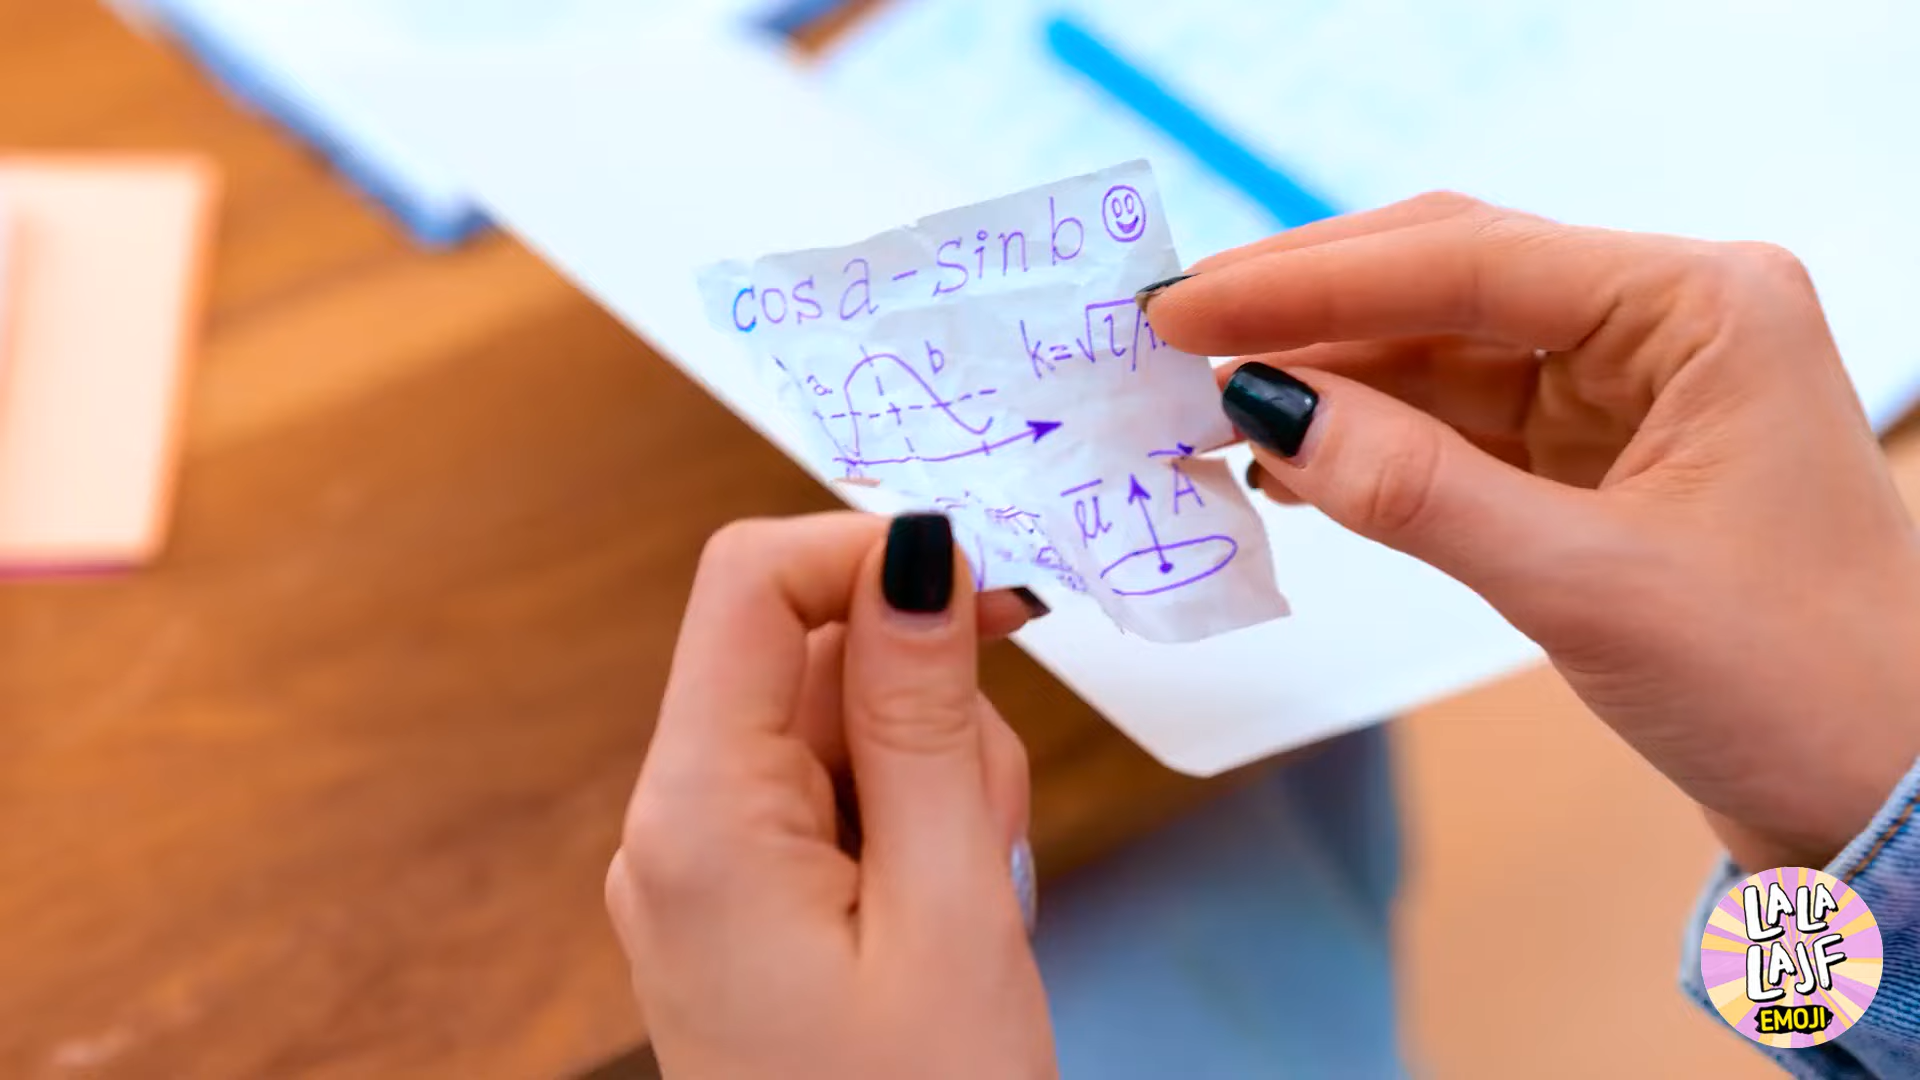 cos a - sin b
a b
k=√l/
μ A
LA LA
LAJF
EMOJI